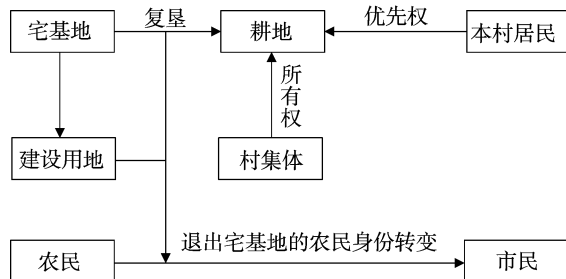 宅基地
复垦
耕地
优先权
本村居民
所有权
建设用地
村集体
退出宅基地的农民身份转变
农民
市民